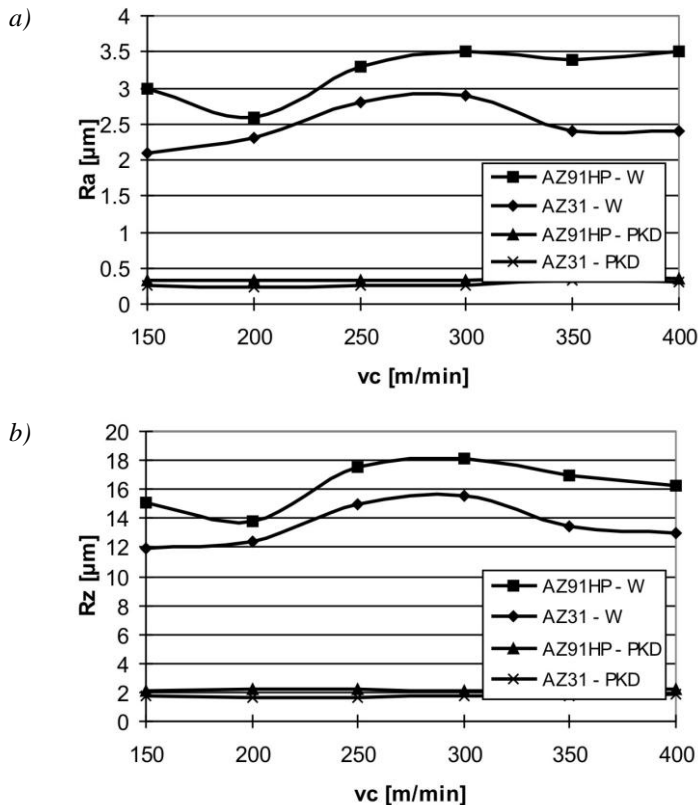 a)
4
3.5
3
2.5
2
1.5
1
0.5
0
Ra [µm]
AZ91HP - W
AZ31 - W
AZ91HP - PKD
AZ31 - PKD
150 200 250 300 350 400
vc [m/min]
b)
20
18
16
14
12
10
8
6
4
2
0
Rz [µm]
AZ91HP - W
AZ31 - W
AZ91HP - PKD
AZ31 - PKD
150 200 250 300 350 400
vc [m/min]